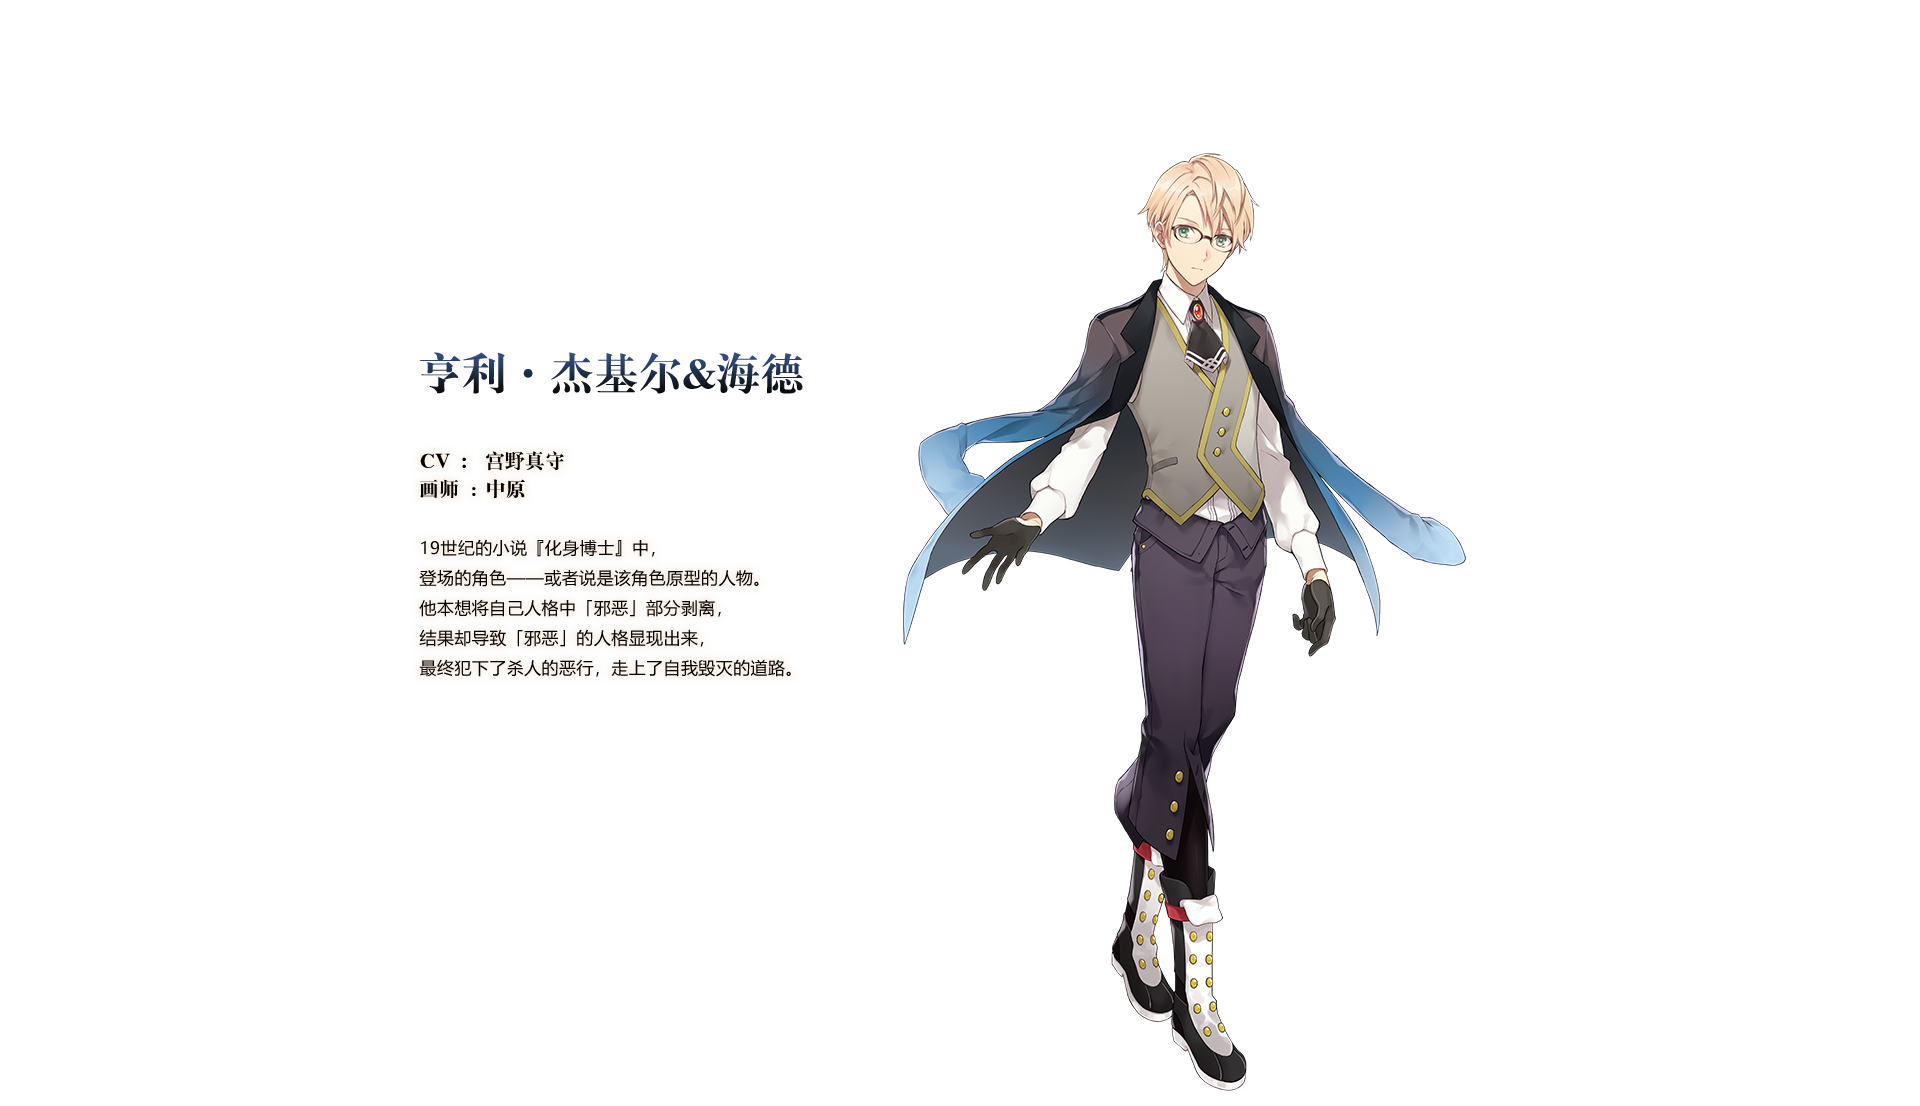 亨利·杰基尔&海德
CV ： 宫野真守
画师 ：中原
19世纪的小说『化身博士』中，
登场的角色——或者说是该角色原型的人物。
他本想将自己人格中「邪恶」部分剥离，
结果却导致「邪恶」的人格显现出来，
最终犯下了杀人的恶行，走上了自我毁灭的道路。